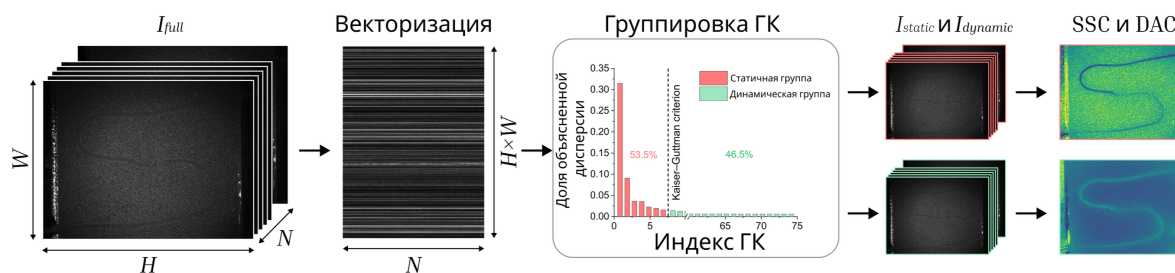 I_full
W
H
N
Векторизация
H×W
N
Группировка ГК
Доля объясненной
дисперсии
0.35
0.30
0.25
0.20
0.15
0.10
0.05
0.00
Статичная группа
Динамическая группа
53.5%
Kaiser–Guttman criterion
46.5%
0 5 65 70 75
Индекс ГК
I_static и I_dynamic
SSC и DAC